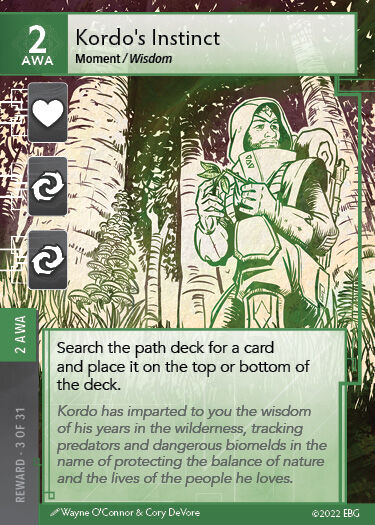 2
AWA
Kordo's Instinct
Moment / Wisdom
2 AWA
REWARD - 3 OF 31
Search the path deck for a card
and place it on the top or bottom of
the deck.
Kordo has imparted to you the wisdom
of his years in the wilderness, tracking
predators and dangerous biomelds in the
name of protecting the balance of nature
and the lives of the people he loves.
Wayne O'Connor & Cory DeVore
©2022 EBG